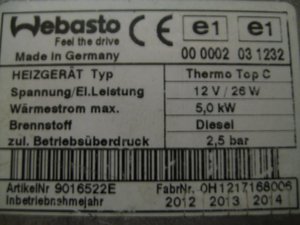 Webasto CE e1 e1
Feel the drive
Made in Germany 00 0002 03 1232
HEIZGERÄT Typ Thermo Top C
Spannung/El.Leistung 12 V / 26 W
Wärmestrom max. 5,0 kW
Brennstoff Diesel
zul. Betriebsüberdruck 2,5 bar
ArtikelNr 9016522E FabrNr. 0H1217168006
Inbetriebnahmejahr 2012 2013 2014